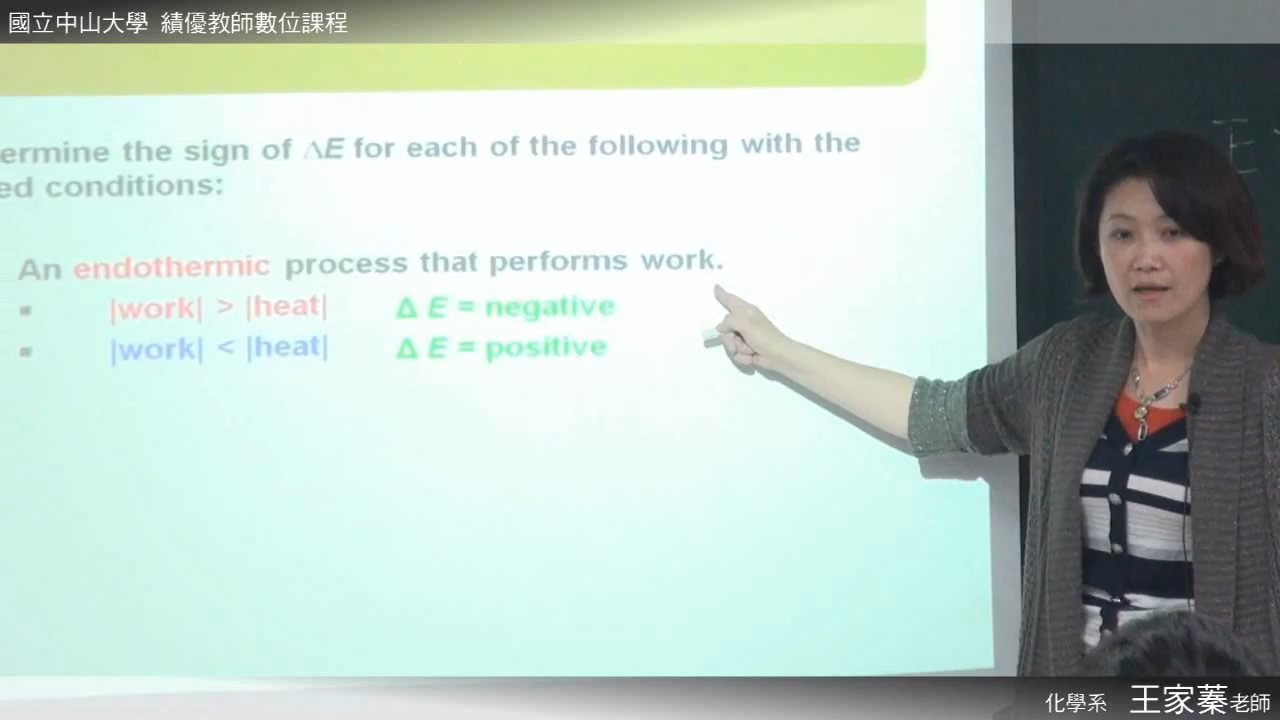 國立中山大學 績優教師數位課程
ermine the sign of ΔE for each of the following with the
ed conditions:
An endothermic process that performs work.
▪ |work| > |heat| Δ E = negative
▪ |work| < |heat| Δ E = positive
E
化學系 王家蓁老師